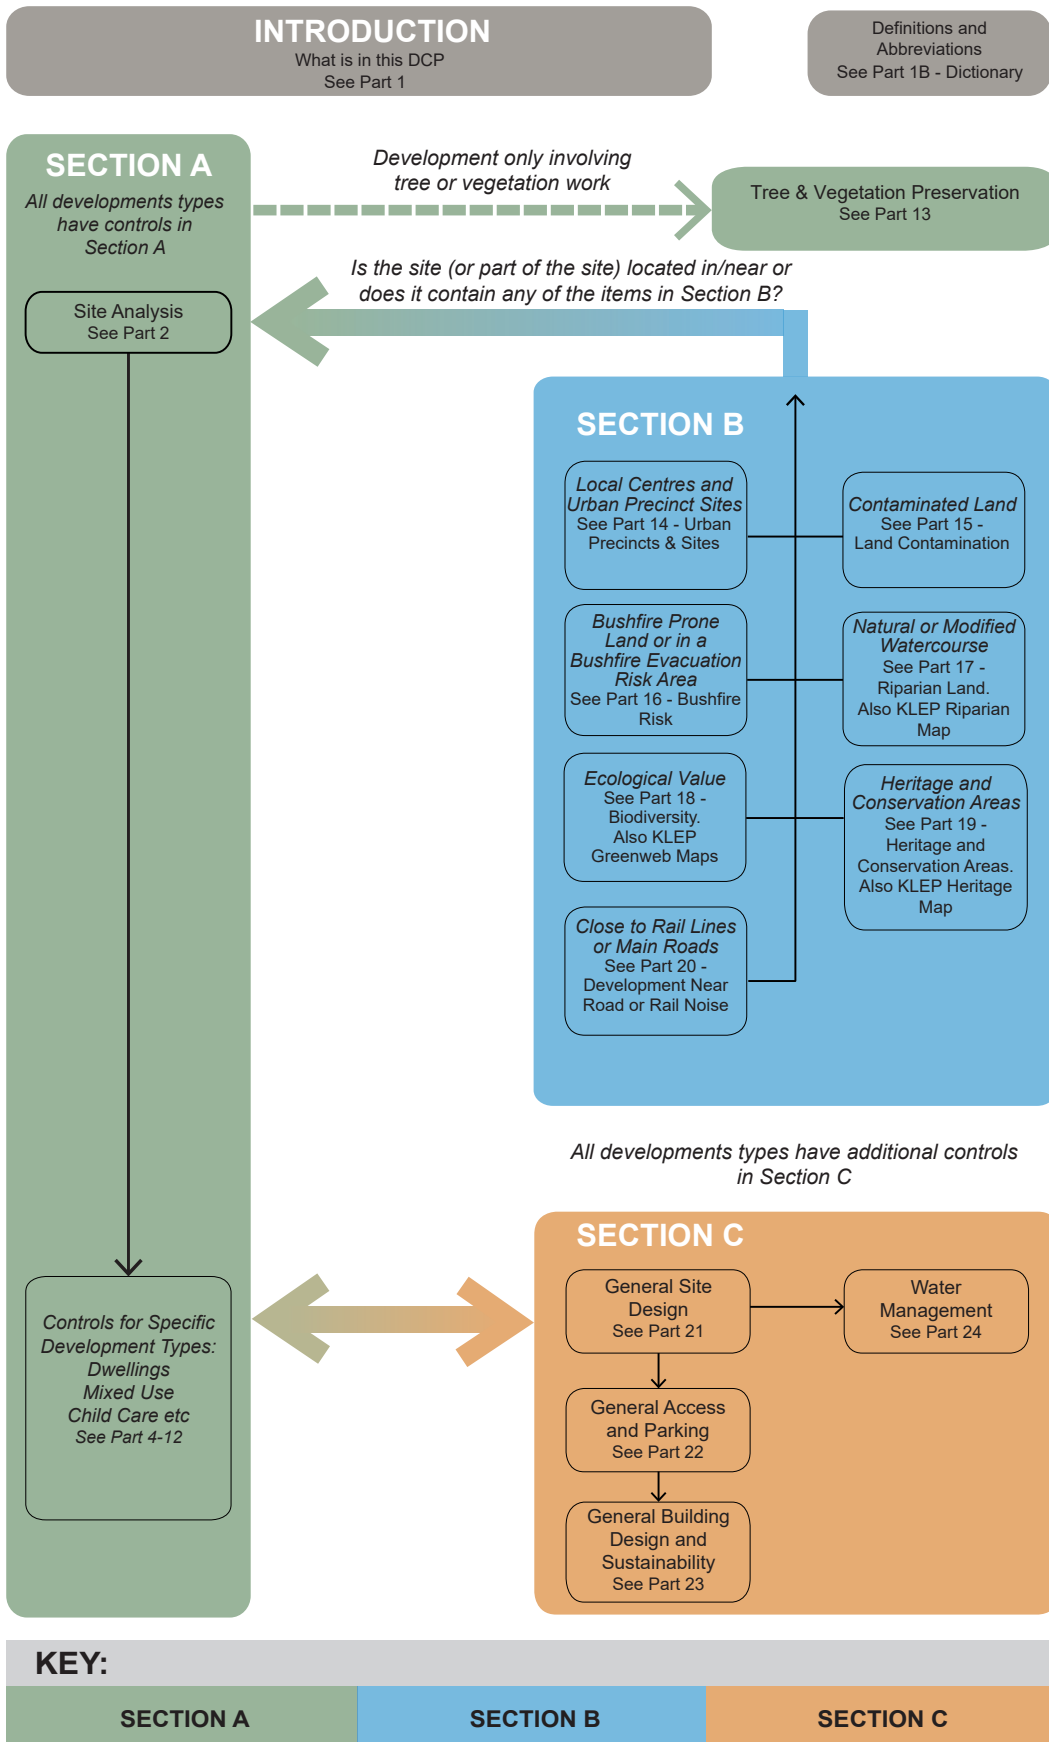 INTRODUCTION
What is in this DCP
See Part 1
Definitions and
Abbreviations
See Part 1B - Dictionary
SECTION A
All developments types
have controls in
Section A
Development only involving
tree or vegetation work
Tree & Vegetation Preservation
See Part 13
Is the site (or part of the site) located in/near or
does it contain any of the items in Section B?
Site Analysis
See Part 2
SECTION B
Local Centres and
Urban Precinct Sites
See Part 14 - Urban
Precincts & Sites
Contaminated Land
See Part 15 -
Land Contamination
Bushfire Prone
Land or in a
Bushfire Evacuation
Risk Area
See Part 16 - Bushfire
Risk
Natural or Modified
Watercourse
See Part 17 -
Riparian Land.
Also KLEP Riparian
Map
Ecological Value
See Part 18 -
Biodiversity.
Also KLEP
Greenweb Maps
Heritage and
Conservation Areas
See Part 19 -
Heritage and
Conservation Areas.
Also KLEP Heritage
Map
Close to Rail Lines
or Main Roads
See Part 20 -
Development Near
Road or Rail Noise
All developments types have additional controls
in Section C
SECTION C
Controls for Specific
Development Types:
Dwellings
Mixed Use
Child Care etc
See Part 4-12
General Site
Design
See Part 21
Water
Management
See Part 24
General Access
and Parking
See Part 22
General Building
Design and
Sustainability
See Part 23
KEY:
SECTION A
SECTION B
SECTION C